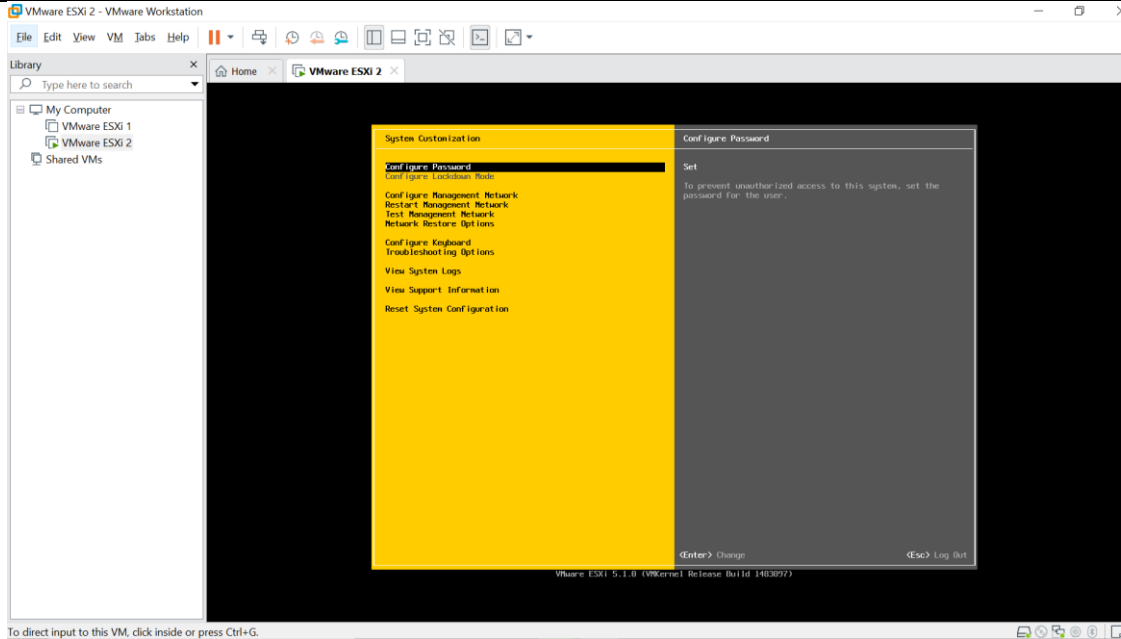 VMware ESXi 2 - VMware Workstation
File Edit View VM Tabs Help
Library
Home
VMware ESXi 2
Type here to search
My Computer
VMware ESXi 1
VMware ESXi 2
Shared VMs
System Customization
Configure Password
Configure Lockdown Mode
Configure Management Network
Restart Management Network
Test Management Network
Network Restore Options
Configure Keyboard
Troubleshooting Options
View System Logs
View Support Information
Reset System Configuration
Configure Password
Set
To prevent unauthorized access to this system, set the
password for the user.
<Enter> Change
<Esc> Log Out
VMware ESXi 5.1.0 (VMKernel Release Build 1483097)
To direct input to this VM, click inside or press Ctrl+G.